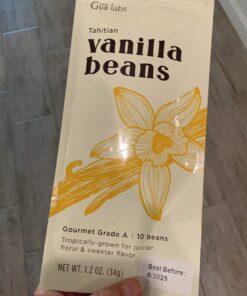 Gya labs
Tahitian
vanilla
beans
Gourmet Grade A | 10 beans
Tropically-grown for juicier,
floral & sweeter flavor
NET WT. 1.2 OZ. (34g)
Best Before:
8/2025